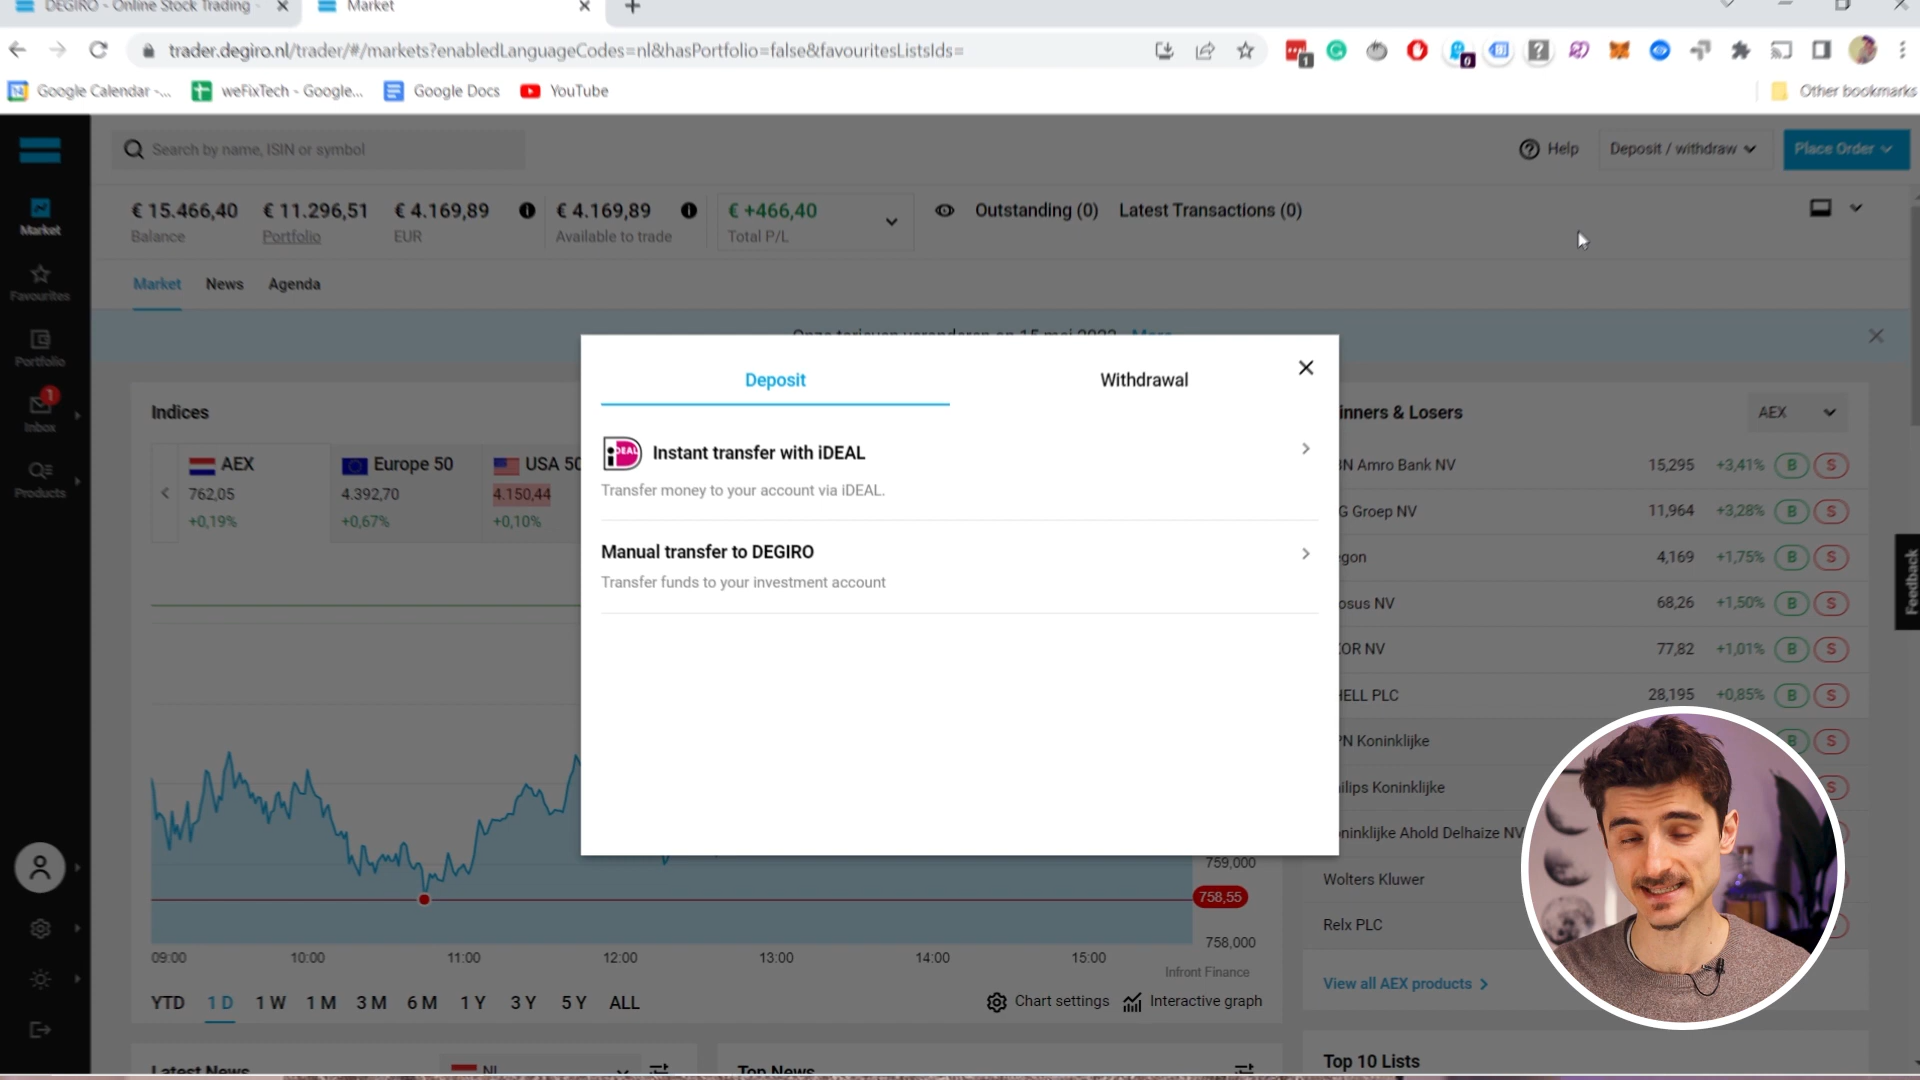 DEGIRO - Online Stock Trading
Market
trader.degiro.nl/trader/#/markets?enabledLanguageCodes=nl&hasPortfolio=false&favouritesListsIds=
Google Calendar -...
weFixTech - Google...
Google Docs
YouTube
Other bookmarks
Search by name, ISIN or symbol
Help
Deposit / withdraw
Place Order
€ 15.466,40
Balance
€ 11.296,51
Portfolio
€ 4.169,89
EUR
€ 4.169,89
Available to trade
€ +466,40
Total P/L
Outstanding (0)
Latest Transactions (0)
Market
Favourites
Portfolio
1
Inbox
Products
Market
News
Agenda
Deposit
Withdrawal
iDEAL
Instant transfer with iDEAL
Transfer money to your account via iDEAL.
Manual transfer to DEGIRO
Transfer funds to your investment account
Indices
AEX
762,05
+0,19%
Europe 50
4.392,70
+0,67%
USA 50
4.150,44
+0,10%
759,000
758,55
758,000
09:00
10:00
11:00
12:00
13:00
14:00
15:00
Infront Finance
YTD
1 D
1 W
1 M
3 M
6 M
1 Y
3 Y
5 Y
ALL
Chart settings
Interactive graph
inners & Losers
AEX
N Amro Bank NV 15,295 +3,41% B S
G Groep NV 11,964 +3,28% B S
gon 4,169 +1,75% B S
osus NV 68,26 +1,50% B S
OR NV 77,82 +1,01% B S
HELL PLC 28,195 +0,85% B S
N Koninklijke B S
ilips Koninklijke S
ninklijke Ahold Delhaize NV
Wolters Kluwer
Relx PLC
View all AEX products
Feedback
Latest News
NL
Top News
Top 10 Lists